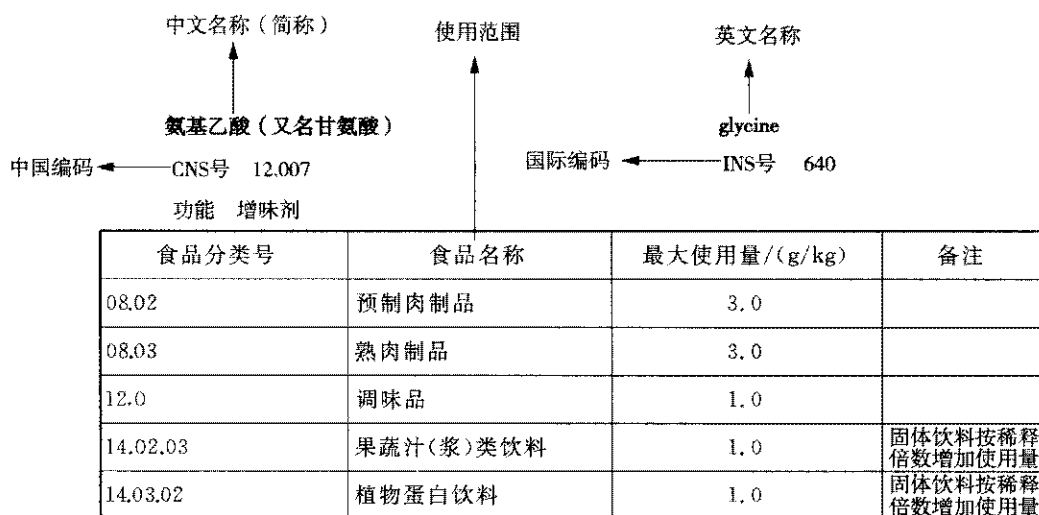 中文名称(简称) 使用范围 英文名称
氨基乙酸(又名甘氨酸) glycine
中国编码 CNS号 12.007 国际编码 INS号 640
功能 增味剂
食品分类号 食品名称 最大使用量/(g/kg) 备注
08.02 预制肉制品 3.0
08.03 熟肉制品 3.0
12.0 调味品 1.0
14.02.03 果蔬汁(浆)类饮料 1.0 固体饮料按稀释
倍数增加使用量
14.03.02 植物蛋白饮料 1.0 固体饮料按稀释
倍数增加使用量